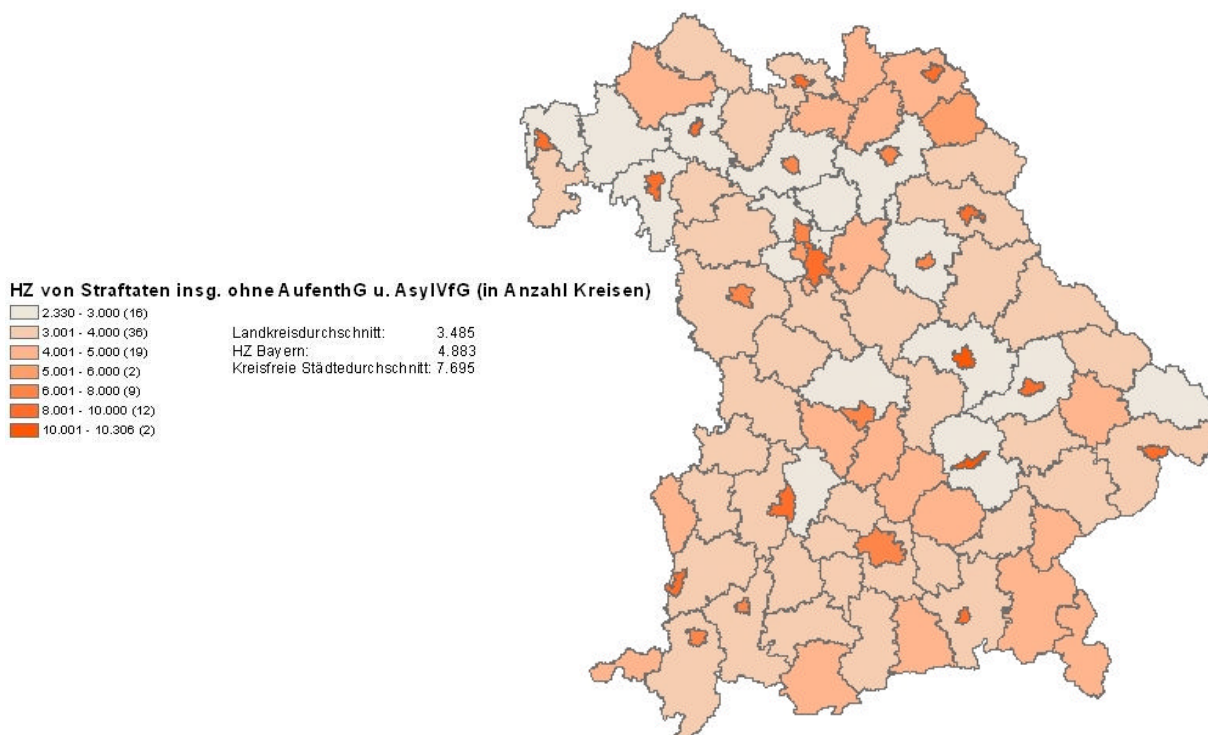 HZ von Straftaten insg. ohne AufenthG u. AsylVfG (in Anzahl Kreisen)
2.330 - 3.000 (16)
3.001 - 4.000 (36)
4.001 - 5.000 (19)
5.001 - 6.000 (2)
6.001 - 8.000 (9)
8.001 - 10.000 (12)
10.001 - 10.306 (2)
Landkreisdurchschnitt: 3.485
HZ Bayern: 4.883
Kreisfreie Städtedurchschnitt: 7.695